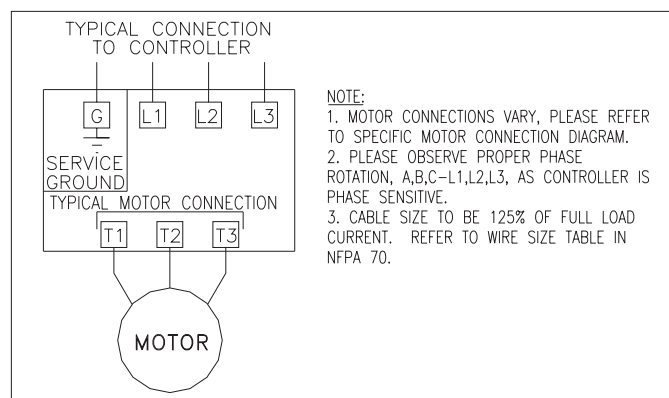 TYPICAL CONNECTION
TO CONTROLLER
G
L1
L2
L3
SERVICE
GROUND
TYPICAL MOTOR CONNECTION
T1
T2
T3
MOTOR
NOTE:
1. MOTOR CONNECTIONS VARY, PLEASE REFER
TO SPECIFIC MOTOR CONNECTION DIAGRAM.
2. PLEASE OBSERVE PROPER PHASE
ROTATION, A,B,C-L1,L2,L3, AS CONTROLLER IS
PHASE SENSITIVE.
3. CABLE SIZE TO BE 125% OF FULL LOAD
CURRENT. REFER TO WIRE SIZE TABLE IN
NFPA 70.